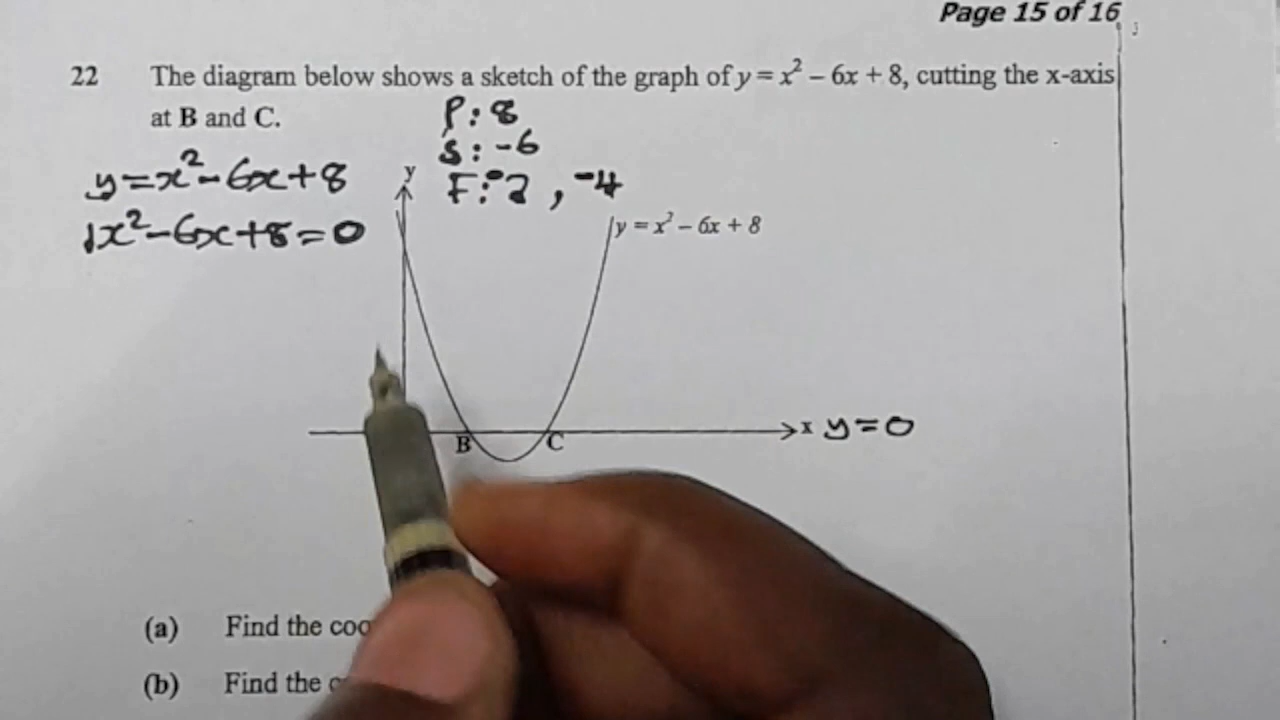 Page 15 of 16
22 The diagram below shows a sketch of the graph of y = x² – 6x + 8, cutting the x-axis
at B and C.
P: 8
S: -6
F: -2 , -4
y=x²-6x+8
1x²-6x+8=0
y
y = x² – 6x + 8
x y=0
B C
(a) Find the
(b) Find the